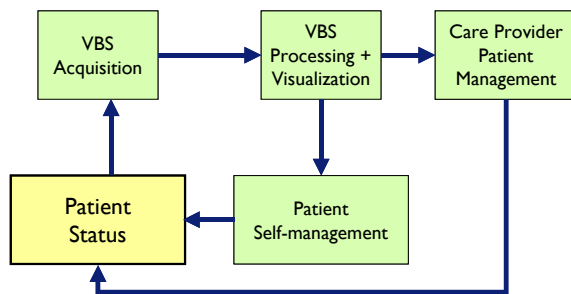 VBS
Acquisition
VBS
Processing +
Visualization
Care Provider
Patient
Management
Patient
Status
Patient
Self-management